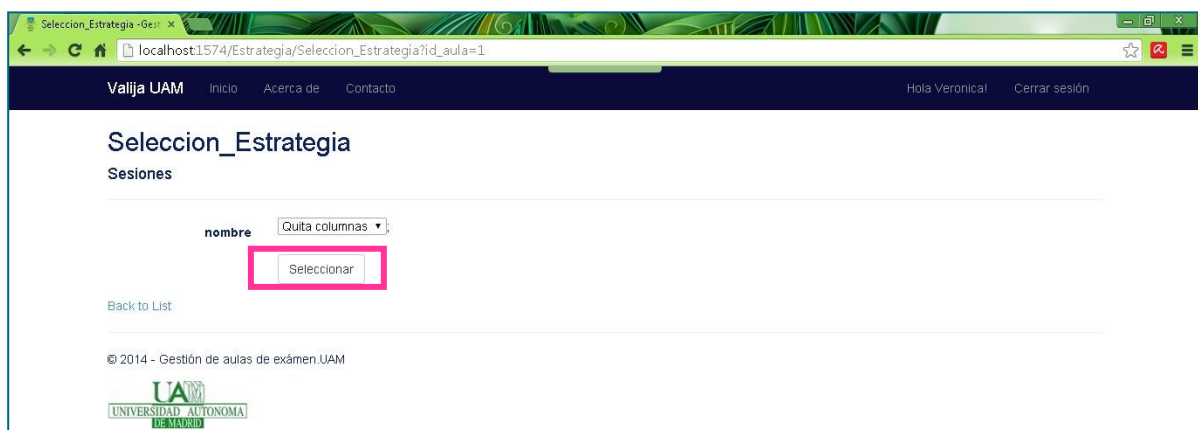 Seleccion_Estrategia -Gest
localhost:1574/Estrategia/Seleccion_Estrategia?id_aula=1
Valija UAM Inicio Acerca de Contacto Hola Veronica! Cerrar sesión
Seleccion_Estrategia
Sesiones
nombre Quita columnas ;
Seleccionar
Back to List
© 2014 - Gestión de aulas de exámen.UAM
UAM
UNIVERSIDAD AUTONOMA
DE MADRID